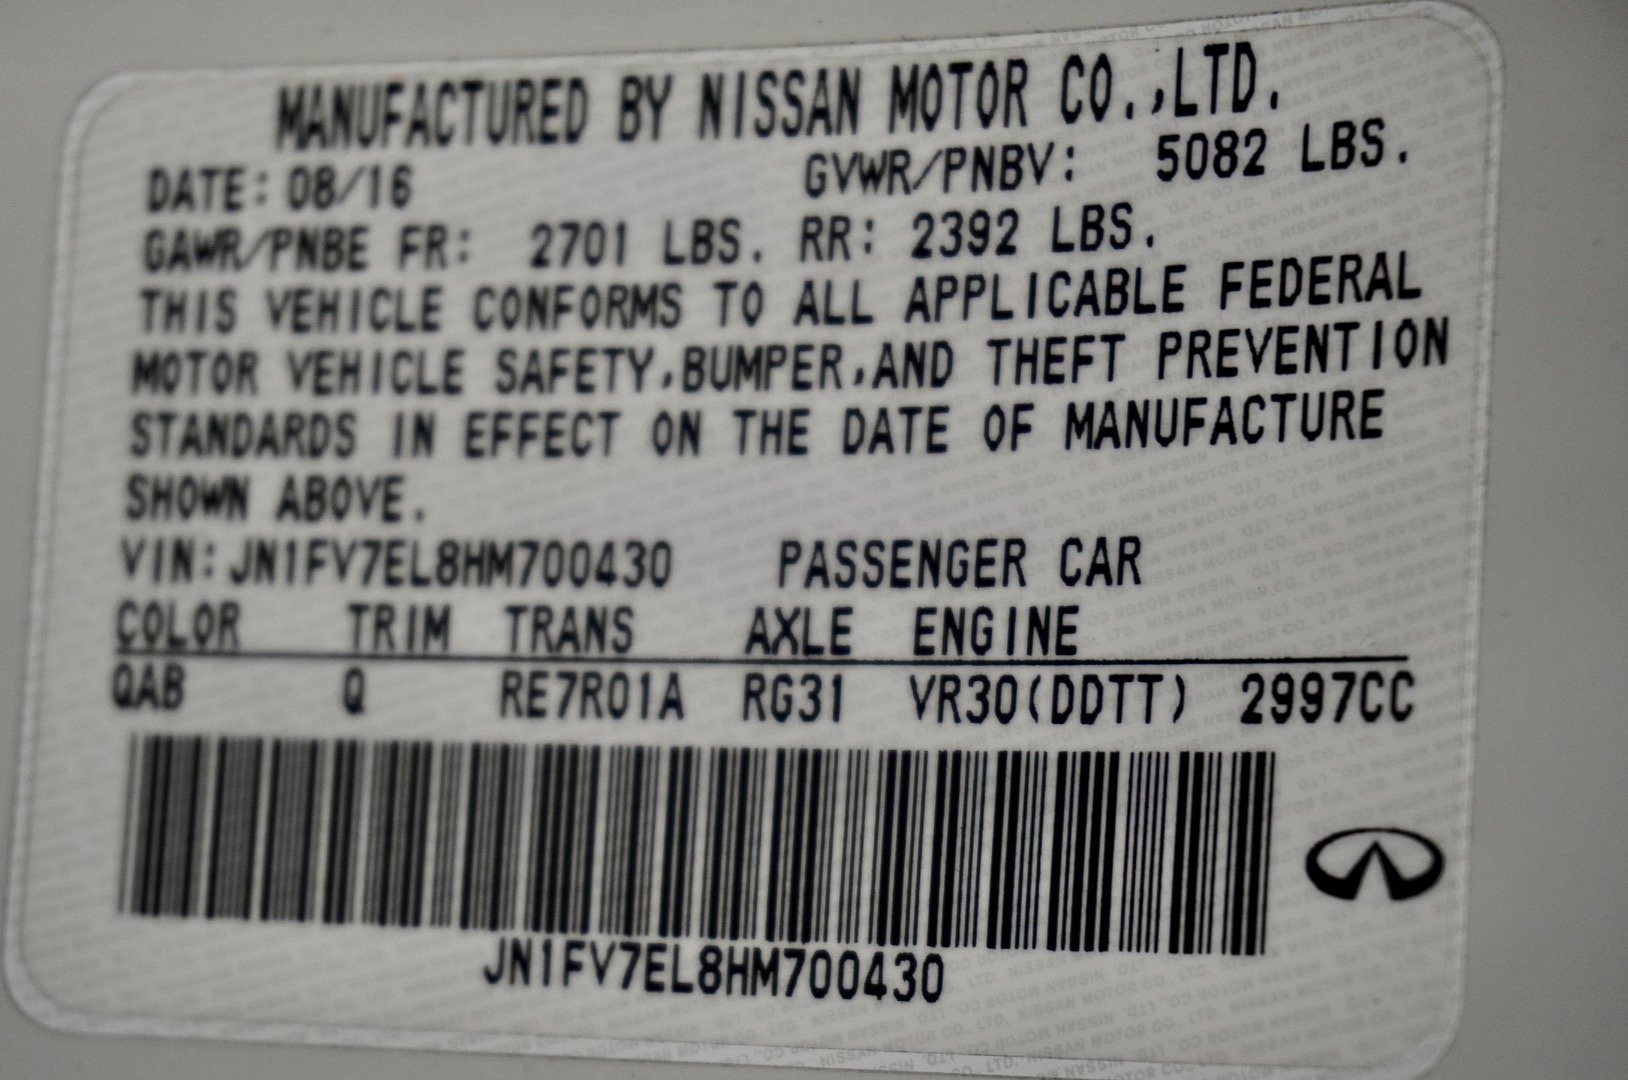 MANUFACTURED BY NISSAN MOTOR CO.,LTD.
DATE: 08/16 GVWR/PNBV: 5082 LBS.
GAWR/PNBE FR: 2701 LBS. RR: 2392 LBS.
THIS VEHICLE CONFORMS TO ALL APPLICABLE FEDERAL
MOTOR VEHICLE SAFETY,BUMPER,AND THEFT PREVENTION
STANDARDS IN EFFECT ON THE DATE OF MANUFACTURE
SHOWN ABOVE.
VIN:JN1FV7EL8HM700430 PASSENGER CAR
COLOR TRIM TRANS AXLE ENGINE
QAB Q RE7R01A RG31 VR30(DDTT) 2997CC
JN1FV7EL8HM700430